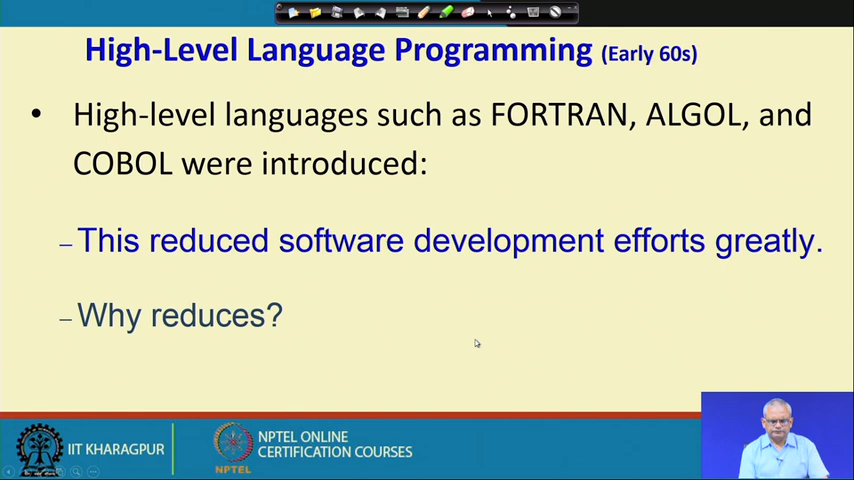 High-Level Language Programming (Early 60s)
• High-level languages such as FORTRAN, ALGOL, and
COBOL were introduced:
– This reduced software development efforts greatly.
– Why reduces?
IIT KHARAGPUR
NPTEL
NPTEL ONLINE
CERTIFICATION COURSES